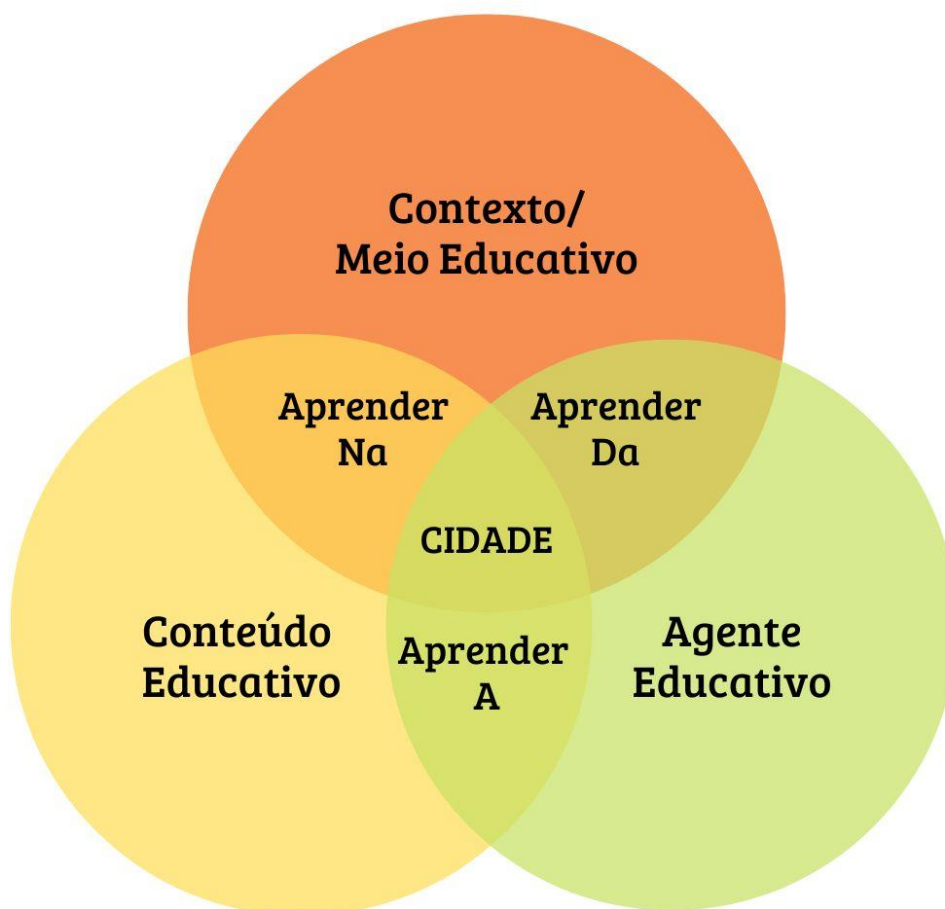 Contexto/
Meio Educativo
Aprender
Na
Aprender
Da
CIDADE
Conteúdo
Educativo
Aprender
A
Agente
Educativo